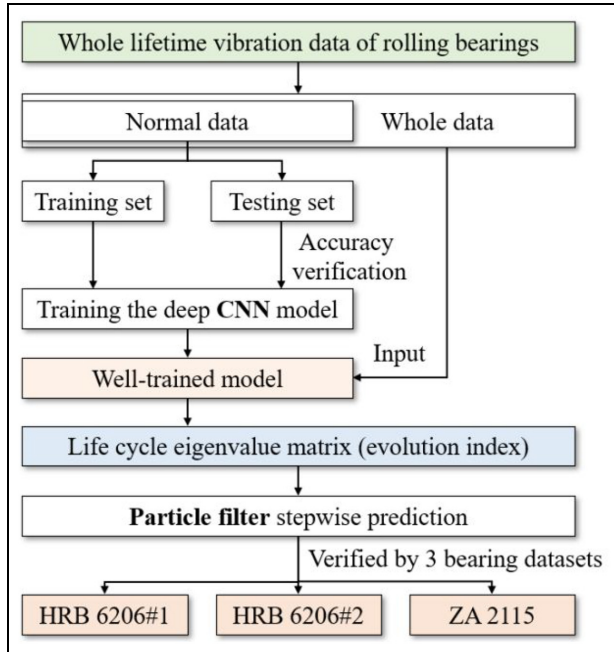 Whole lifetime vibration data of rolling bearings
Normal data
Whole data
Training set
Testing set
Accuracy
verification
Training the deep CNN model
Input
Well-trained model
Life cycle eigenvalue matrix (evolution index)
Particle filter stepwise prediction
Verified by 3 bearing datasets
HRB 6206#1
HRB 6206#2
ZA 2115